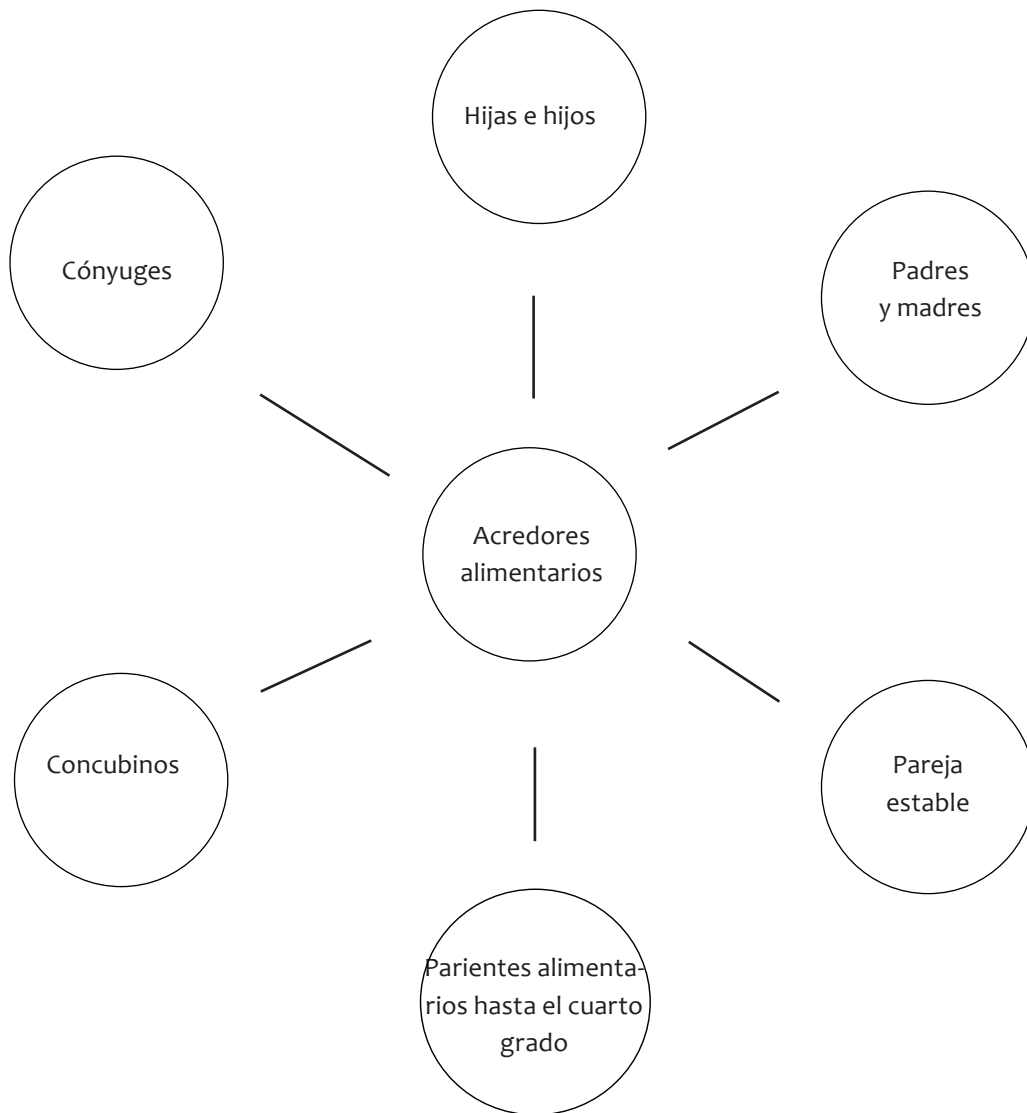 Hijas e hijos
Cónyuges
Padres
y madres
Acredores
alimentarios
Concubinos
Pareja
estable
Parientes alimenta-
rios hasta el cuarto
grado